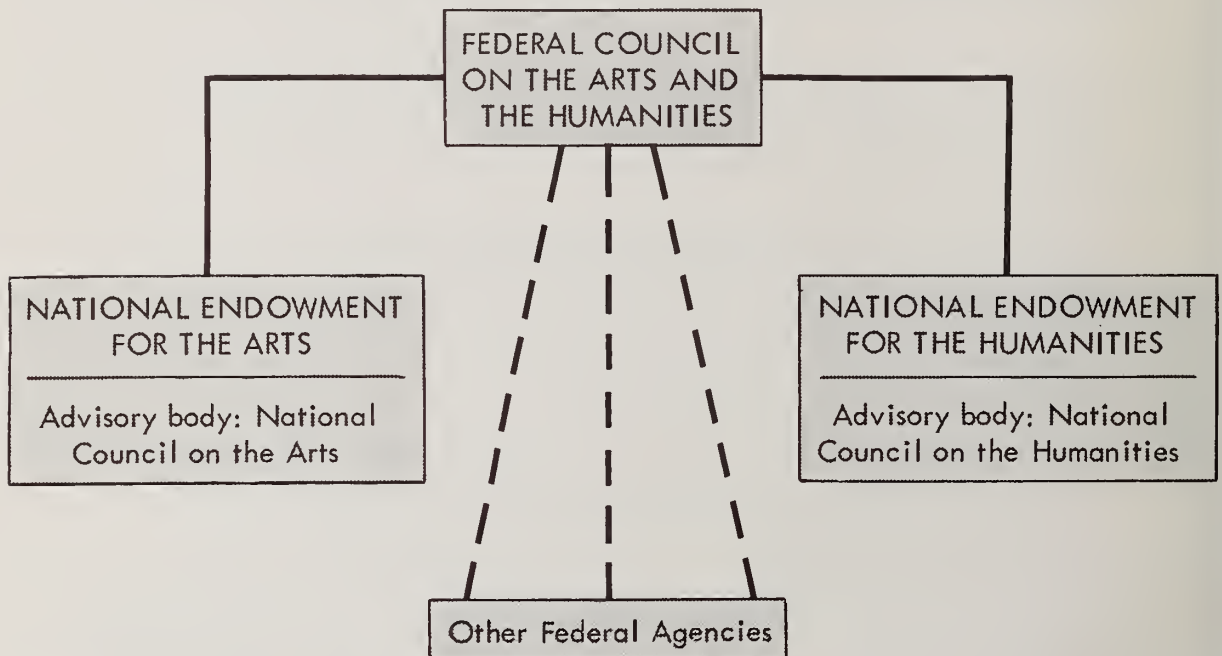 FEDERAL COUNCIL
ON THE ARTS AND
THE HUMANITIES
NATIONAL ENDOWMENT
FOR THE ARTS
Advisory body: National
Council on the Arts
NATIONAL ENDOWMENT
FOR THE HUMANITIES
Advisory body: National
Council on the Humanities
Other Federal Agencies